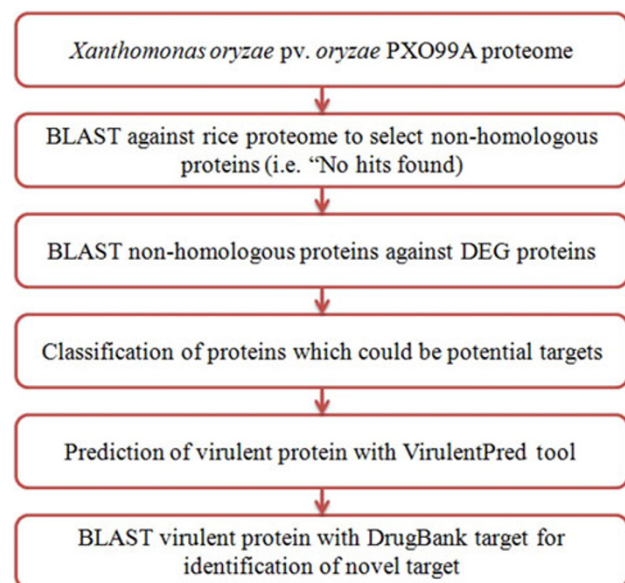 Xanthomonas oryzae pv. oryzae PXO99A proteome
BLAST against rice proteome to select non-homologous
proteins (i.e. “No hits found)
BLAST non-homologous proteins against DEG proteins
Classification of proteins which could be potential targets
Prediction of virulent protein with VirulentPred tool
BLAST virulent protein with DrugBank target for
identification of novel target